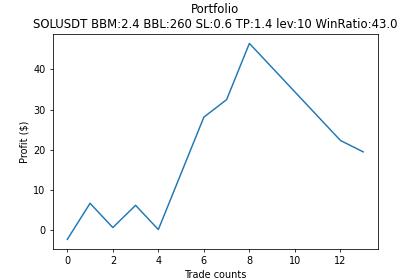 Portfolio
SOLUSDT BBM:2.4 BBL:260 SL:0.6 TP:1.4 lev:10 WinRatio:43.0
40
30
20
10
0
Profit ($)
0 2 4 6 8 10 12
Trade counts